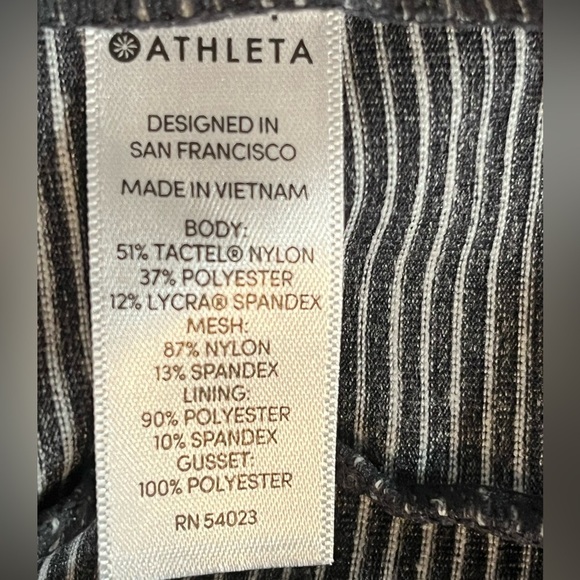 ATHLETA
DESIGNED IN
SAN FRANCISCO
MADE IN VIETNAM
BODY:
51% TACTEL® NYLON
37% POLYESTER
12% LYCRA® SPANDEX
MESH:
87% NYLON
13% SPANDEX
LINING:
90% POLYESTER
10% SPANDEX
GUSSET:
100% POLYESTER
RN 54023